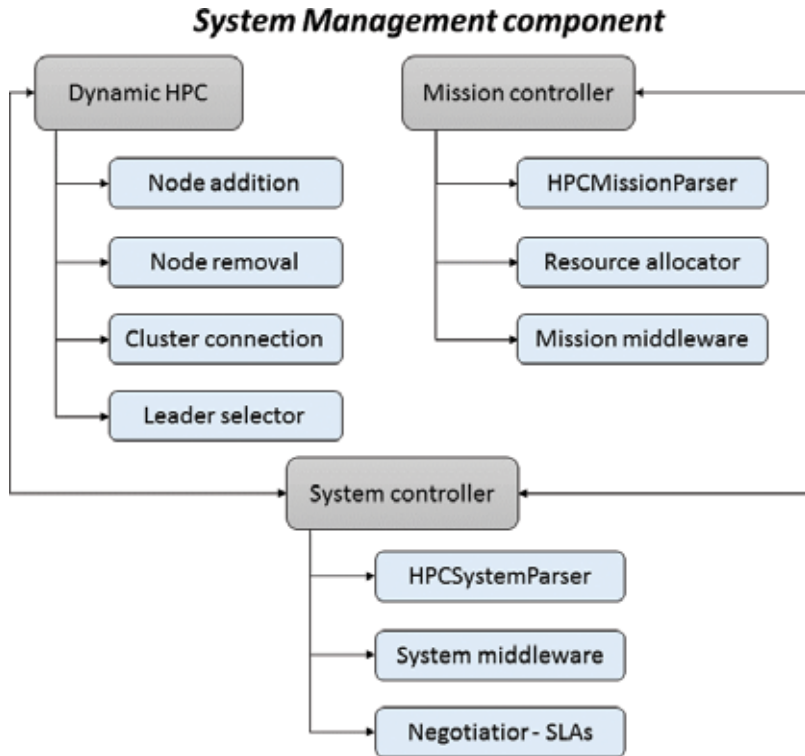 System Management component
Dynamic HPC
Node addition
Node removal
Cluster connection
Leader selector
Mission controller
HPCMissionParser
Resource allocator
Mission middleware
System controller
HPCSystemParser
System middleware
Negotiatior - SLAs